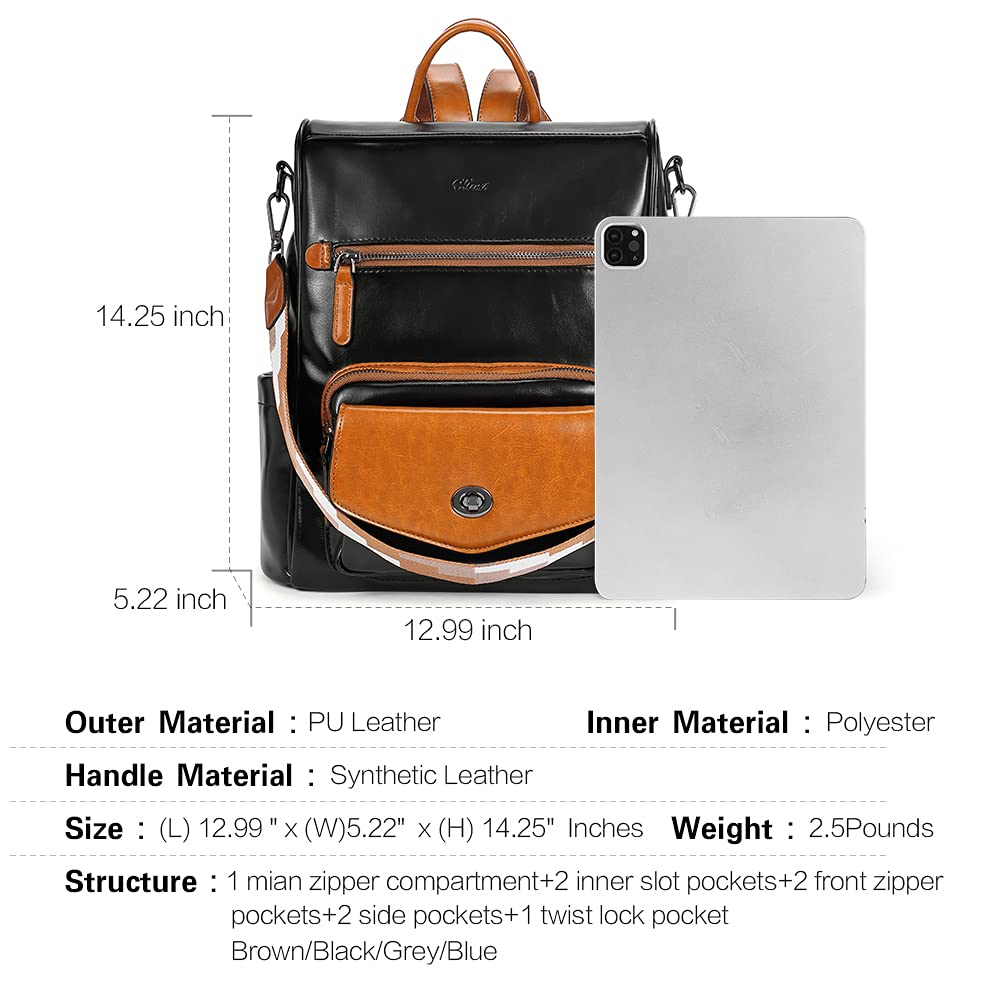 Cluci
14.25 inch
5.22 inch
12.99 inch
Outer Material : PU Leather
Inner Material : Polyester
Handle Material : Synthetic Leather
Size : (L) 12.99 " x (W)5.22" x (H) 14.25" Inches Weight : 2.5Pounds
Structure : 1 mian zipper compartment+2 inner slot pockets+2 front zipper
pockets+2 side pockets+1 twist lock pocket
Brown/Black/Grey/Blue